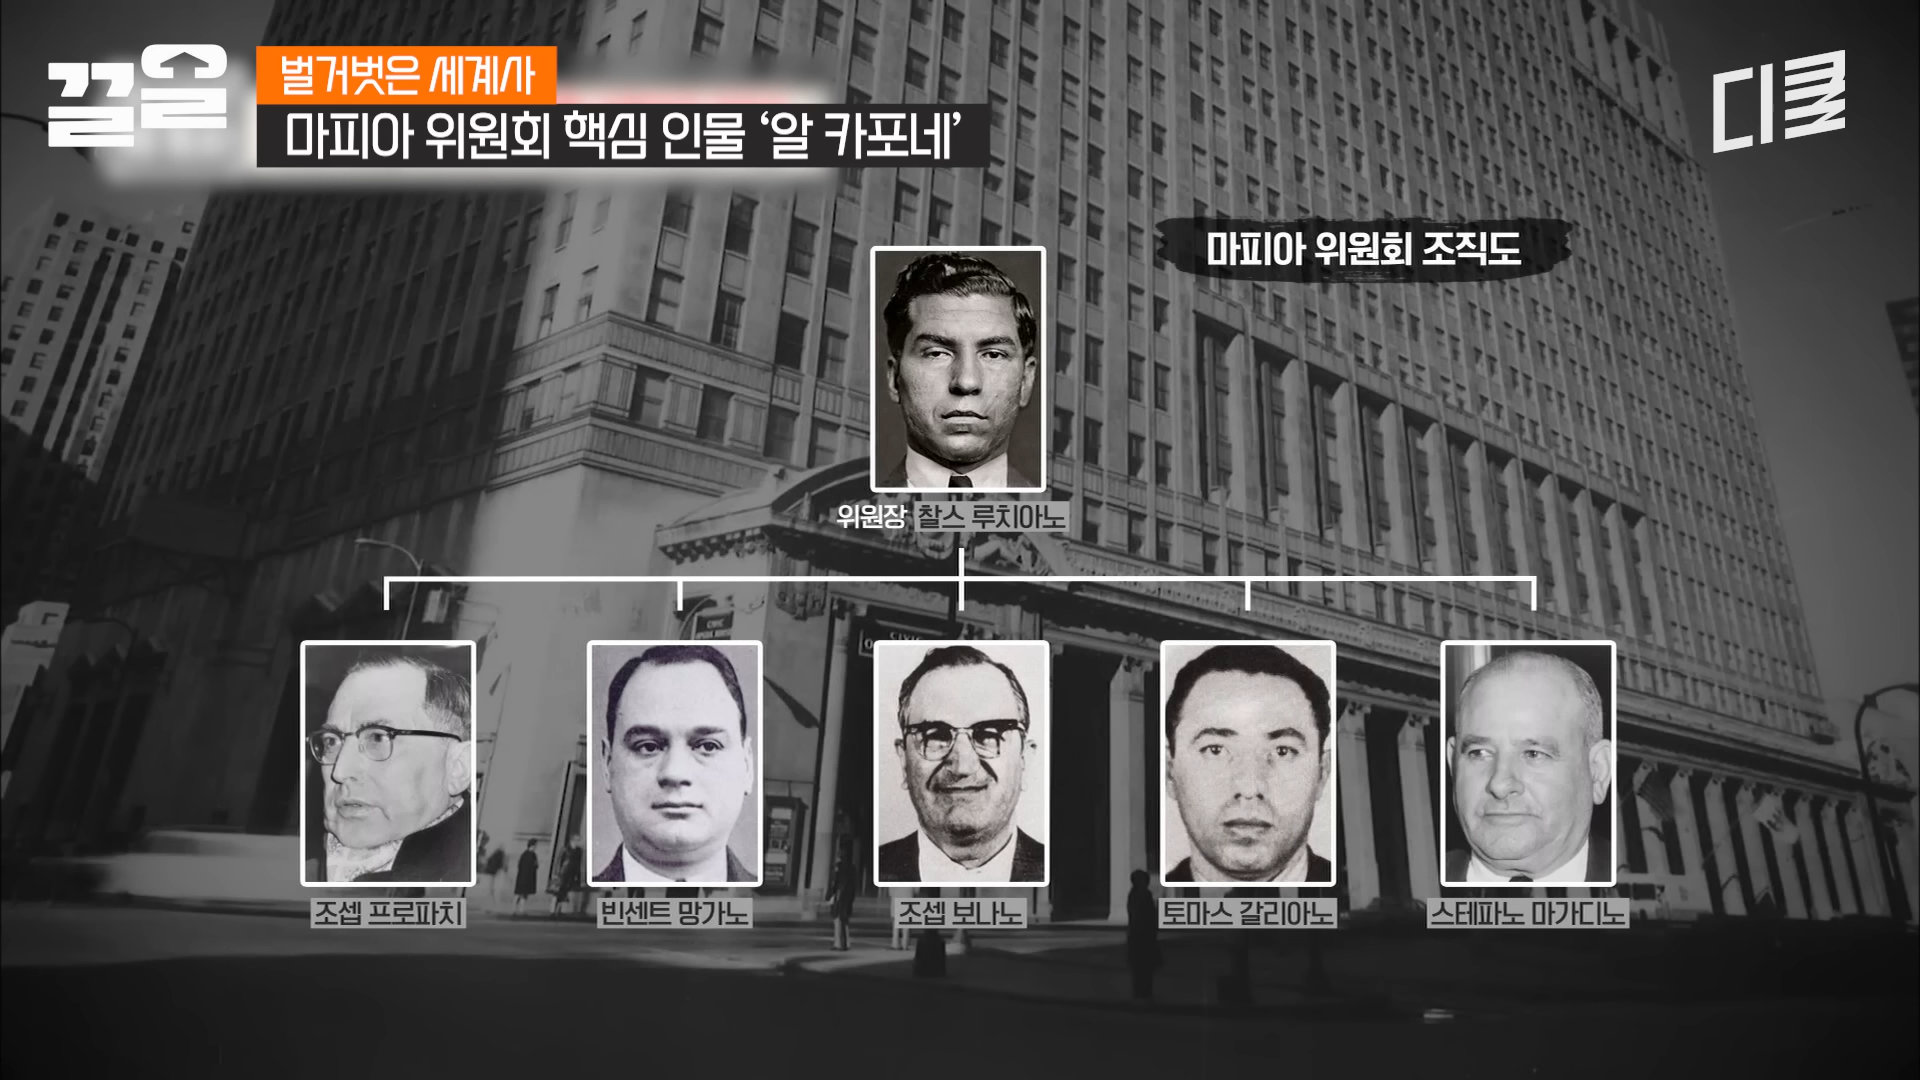 끌올
벌거벗은 세계사
마피아 위원회 핵심 인물 ‘알 카포네’
디클
마피아 위원회 조직도
위원장 찰스 루치아노
조셉 프로파치
빈센트 망가노
조셉 보나노
토마스 갈리아노
스테파노 마가디노
CIVIC
CIVIC